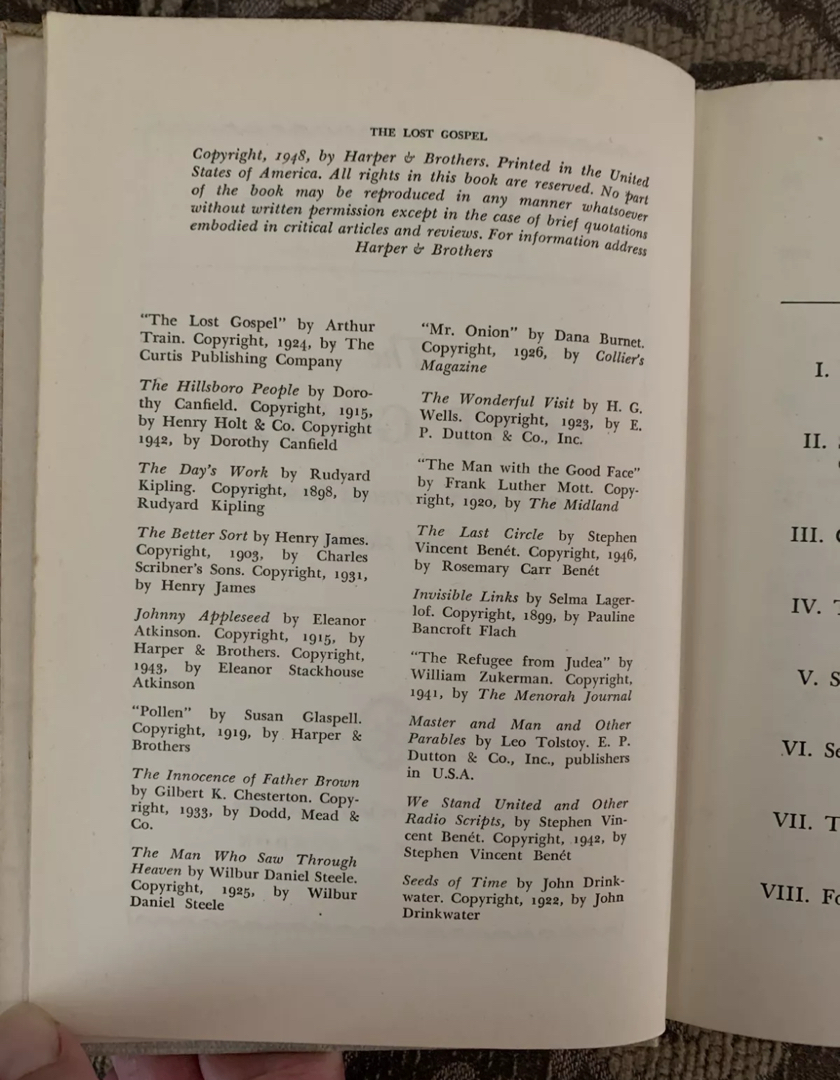 THE LOST GOSPEL
Copyright, 1948, by Harper & Brothers. Printed in the United
States of America. All rights in this book are reserved. No part
of the book may be reproduced in any manner whatsoever
without written permission except in the case of brief quotations
embodied in critical articles and reviews. For information address
Harper & Brothers
"The Lost Gospel" by Arthur
Train. Copyright, 1924, by The
Curtis Publishing Company
The Hillsboro People by Doro-
thy Canfield. Copyright, 1915,
by Henry Holt & Co. Copyright
1942, by Dorothy Canfield
The Day's Work by Rudyard
Kipling. Copyright, 1898, by
Rudyard Kipling
The Better Sort by Henry James.
Copyright, 1903, by Charles
Scribner's Sons. Copyright, 1931,
by Henry James
Johnny Appleseed by Eleanor
Atkinson. Copyright, 1915, by
Harper & Brothers. Copyright,
1943, by Eleanor Stackhouse
Atkinson
"Pollen" by Susan Glaspell.
Copyright, 1919, by Harper &
Brothers
The Innocence of Father Brown
by Gilbert K. Chesterton. Copy-
right, 1933, by Dodd, Mead &
Co.
The Man Who Saw Through
Heaven by Wilbur Daniel Steele.
Copyright, 1925, by Wilbur
Daniel Steele
"Mr. Onion" by Dana Burnet.
Copyright, 1926, by Collier's
Magazine
The Wonderful Visit by H. G.
Wells. Copyright, 1923, by E.
P. Dutton & Co., Inc.
"The Man with the Good Face"
by Frank Luther Mott. Copy-
right, 1920, by The Midland
The Last Circle by Stephen
Vincent Benét. Copyright, 1946,
by Rosemary Carr Benét
Invisible Links by Selma Lager-
lof. Copyright, 1899, by Pauline
Bancroft Flach
"The Refugee from Judea" by
William Zukerman. Copyright,
1941, by The Menorah Journal
Master and Man and Other
Parables by Leo Tolstoy. E. P.
Dutton & Co., Inc., publishers
in U.S.A.
We Stand United and Other
Radio Scripts, by Stephen Vin-
cent Benét. Copyright, 1942, by
Stephen Vincent Benét
Seeds of Time by John Drink-
water. Copyright, 1922, by John
Drinkwater
I.
II.
III.
IV.
V.
VI.
VII.
VIII.